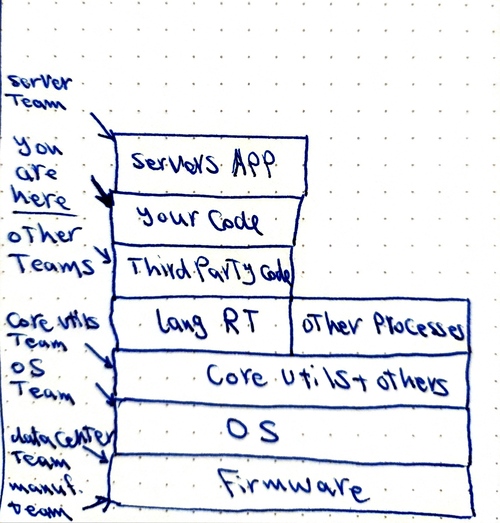 server
Team
servers APP
you
are
here
your Code
other
Teams
Third Party Code
Core utils
Team
lang RT
other Processes
OS
Team
Core utils + others
OS
data center
Team
manuf.
team
Firmware